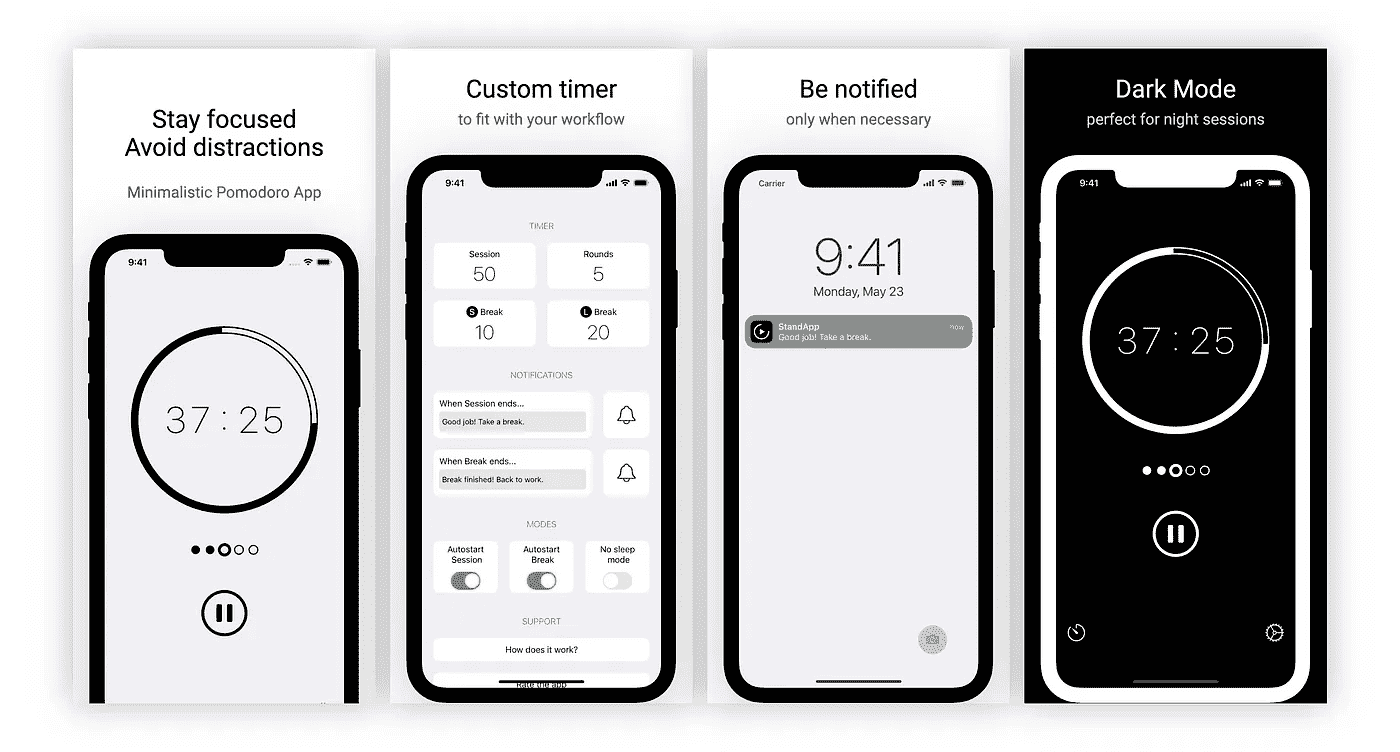 Stay focused
Avoid distractions
Minimalistic Pomodoro App
9:41
37 : 25
Custom timer
to fit with your workflow
9:41
TIMER
Session
50
Rounds
5
S Break
10
L Break
20
NOTIFICATIONS
When Session ends...
Good job! Take a break.
When Break ends...
Break finished! Back to work.
MODES
Autostart
Session
Autostart
Break
No sleep
mode
SUPPORT
How does it work?
Rate the app
Be notified
only when necessary
Carrier
9:41
Monday, May 23
StandApp
now
Good job! Take a break.
Dark Mode
perfect for night sessions
9:41
37 : 25